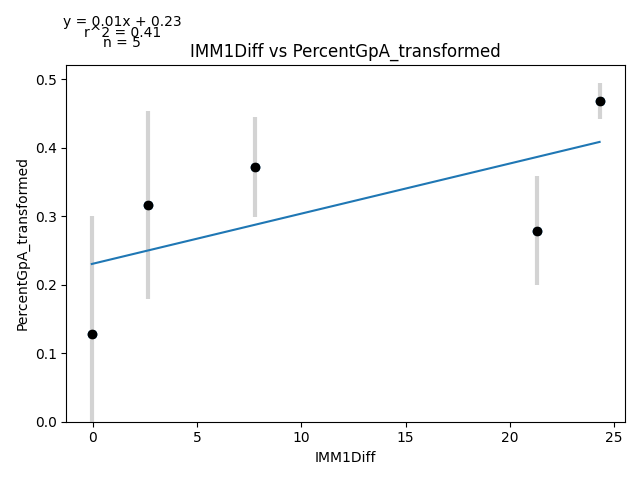 y = 0.01x + 0.23
r^2 = 0.41
n = 5
IMM1Diff vs PercentGpA_transformed
PercentGpA_transformed
0.5
0.4
0.3
0.2
0.1
0.0
0 5 10 15 20 25
IMM1Diff